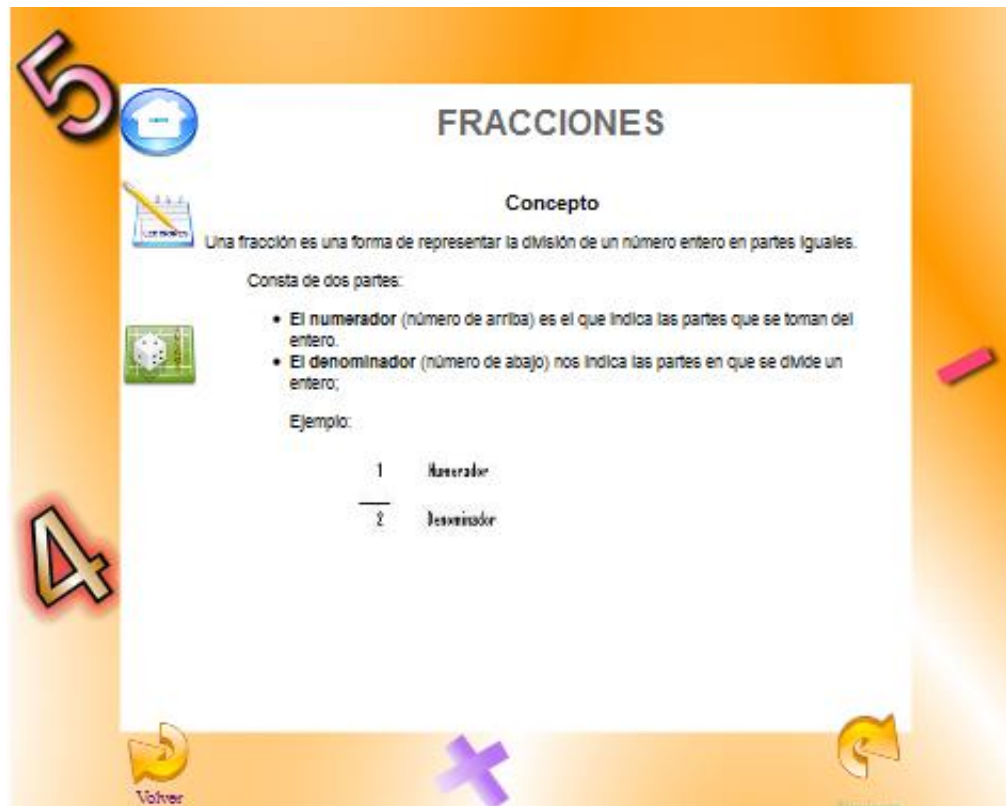 5
FRACCIONES
Concepto
Una fracción es una forma de representar la división de un número entero en partes iguales.
Consta de dos partes:
• El numerador (número de arriba) es el que indica las partes que se toman del
entero.
• El denominador (número de abajo) nos indica las partes en que se divide un
entero;
Ejemplo:
1 Numerador
2 Denominador
4
Volver